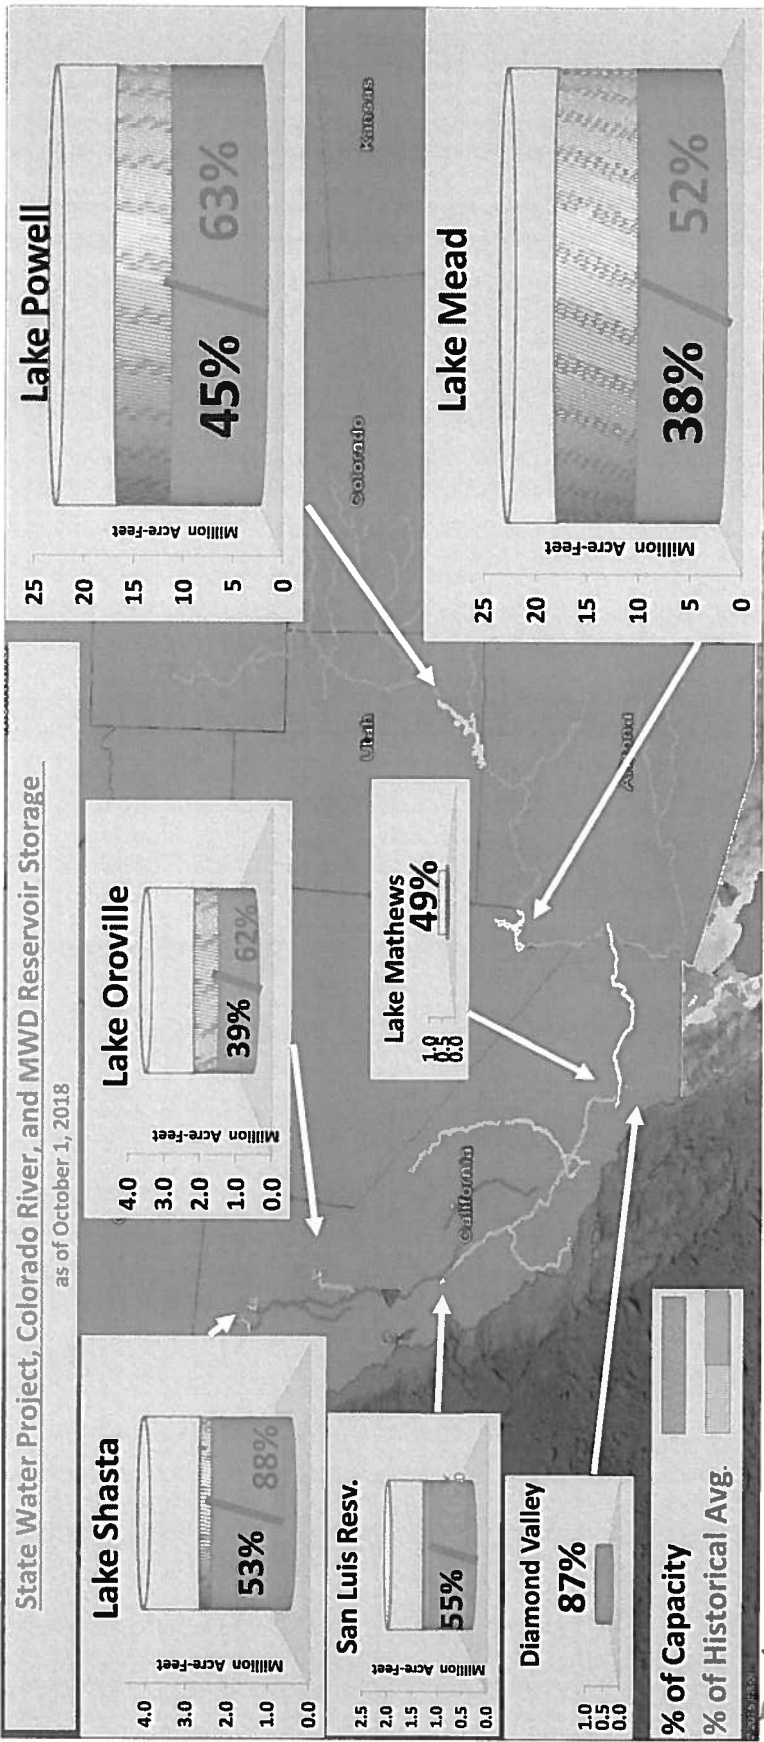 State Water Project, Colorado River, and MWD Reservoir Storage
as of October 1, 2018
Lake Shasta
Million Acre-Feet
4.0
3.0
2.0
1.0
0.0
53%
88%
Lake Oroville
Million Acre-Feet
4.0
3.0
2.0
1.0
0.0
39%
62%
Lake Powell
Million Acre-Feet
25
20
15
10
5
0
45%
63%
San Luis Resv.
Million Acre-Feet
2.5
2.0
1.5
1.0
0.5
0.0
55%
Lake Mathews
1.0
0.5
0.0
49%
Lake Mead
Million Acre-Feet
25
20
15
10
5
0
38%
52%
Diamond Valley
1.0
0.5
0.0
87%
California
Utah
Colorado
Kansas
% of Capacity
% of Historical Avg.